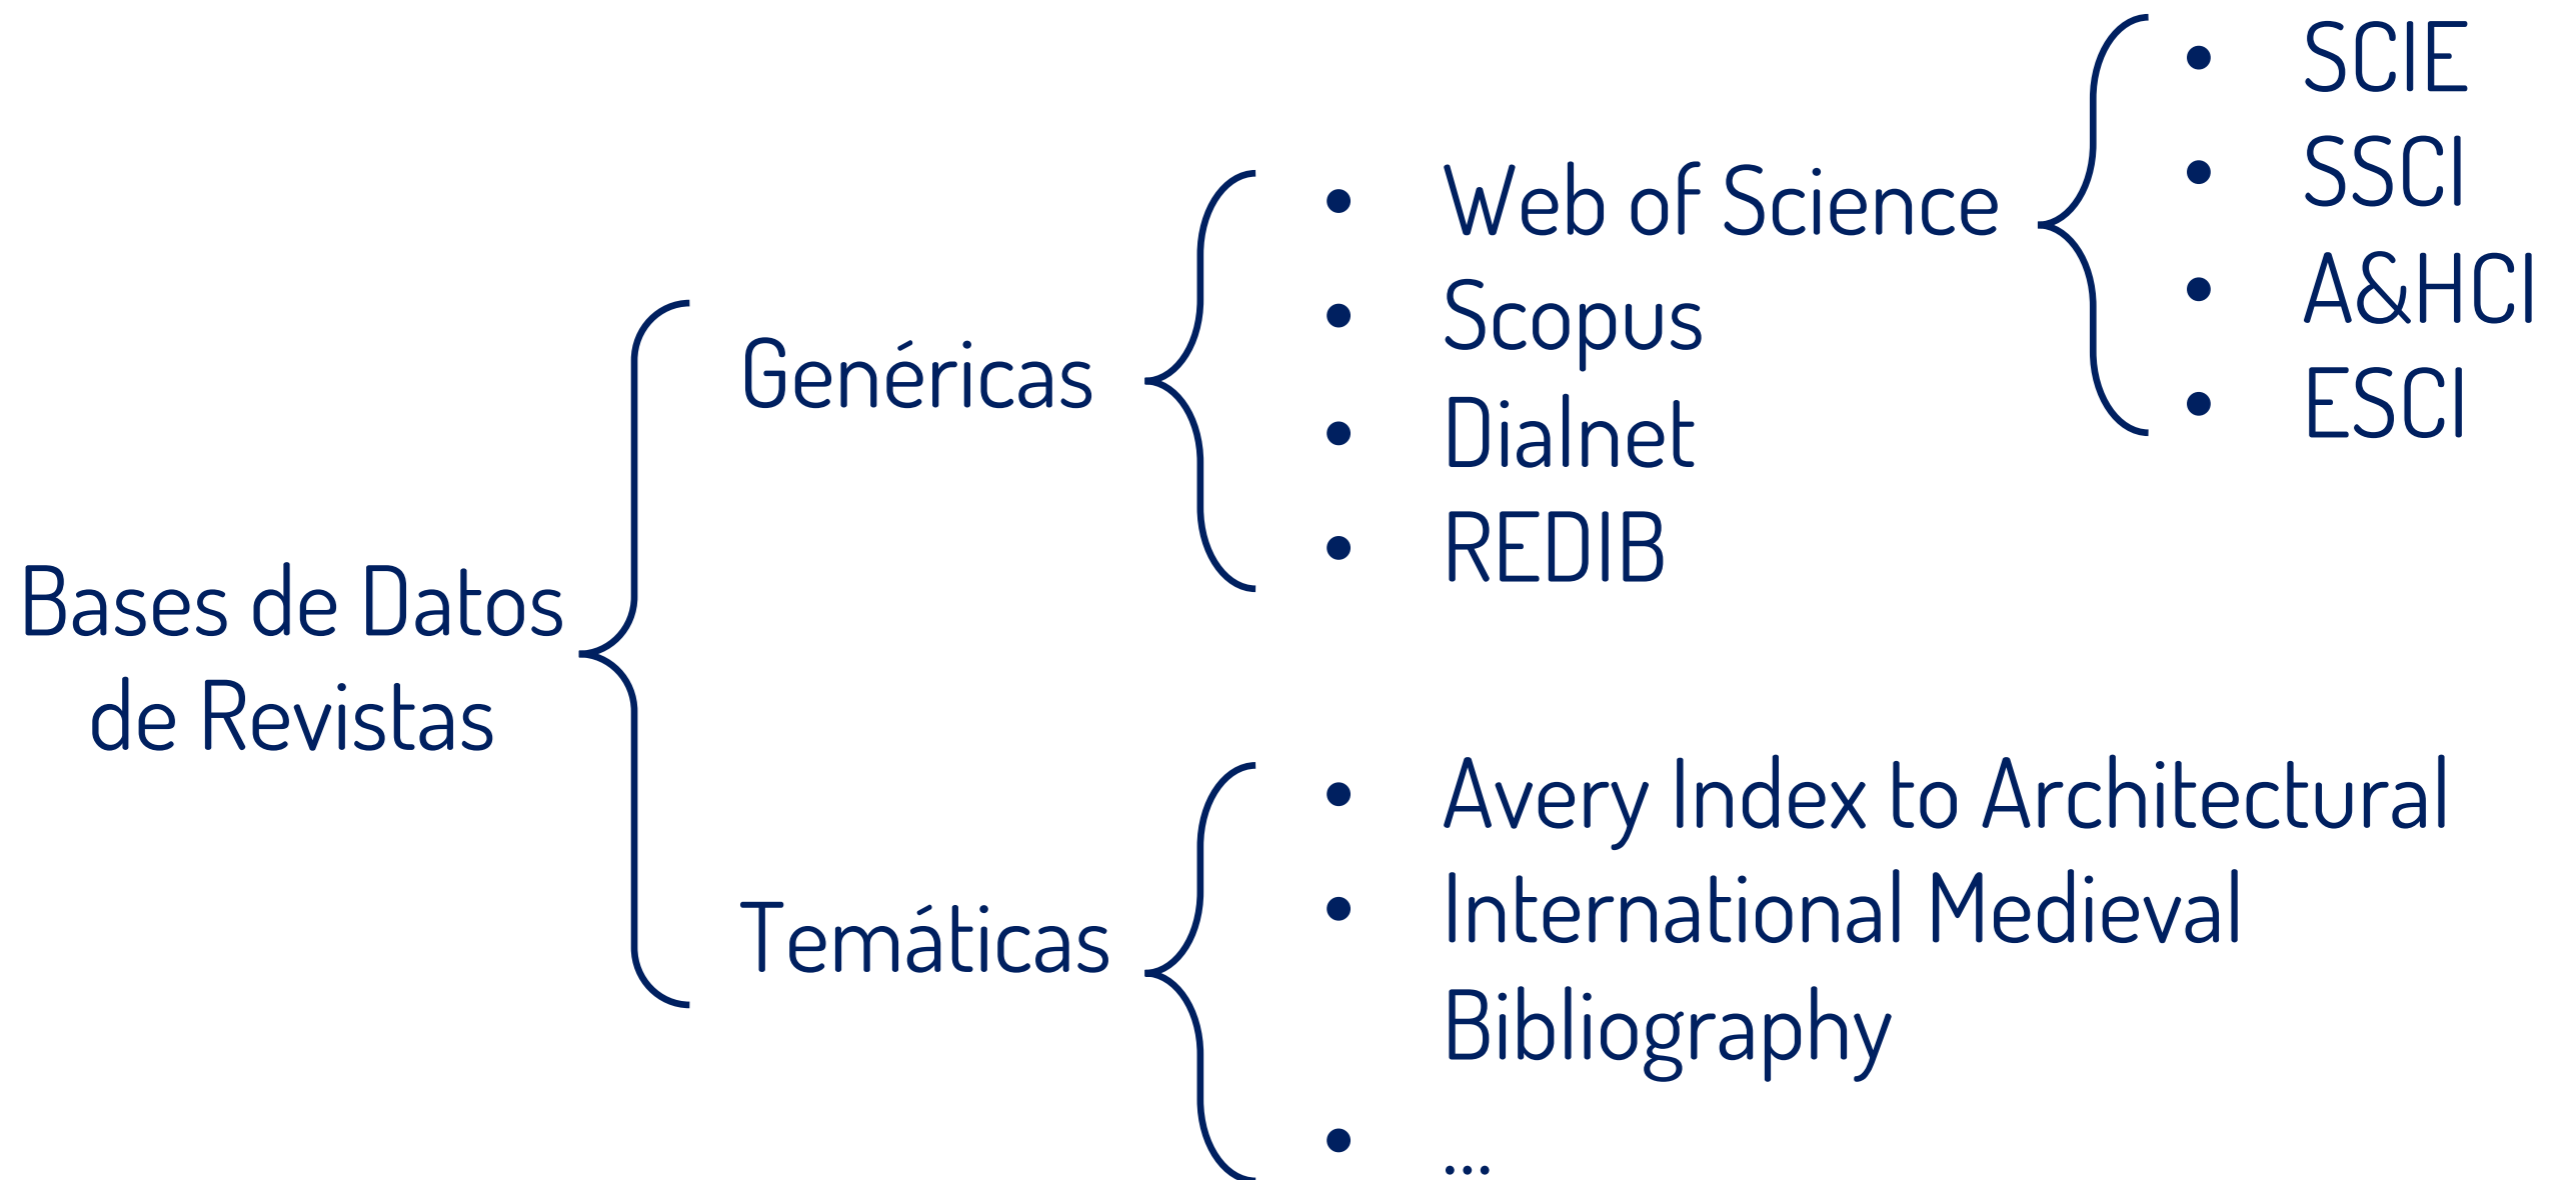 Bases de Datos
de Revistas
Genéricas
• Web of Science
• Scopus
• Dialnet
• REDIB
• SCIE
• SSCI
• A&HCI
• ESCI
Temáticas
• Avery Index to Architectural
• International Medieval
Bibliography
• ...